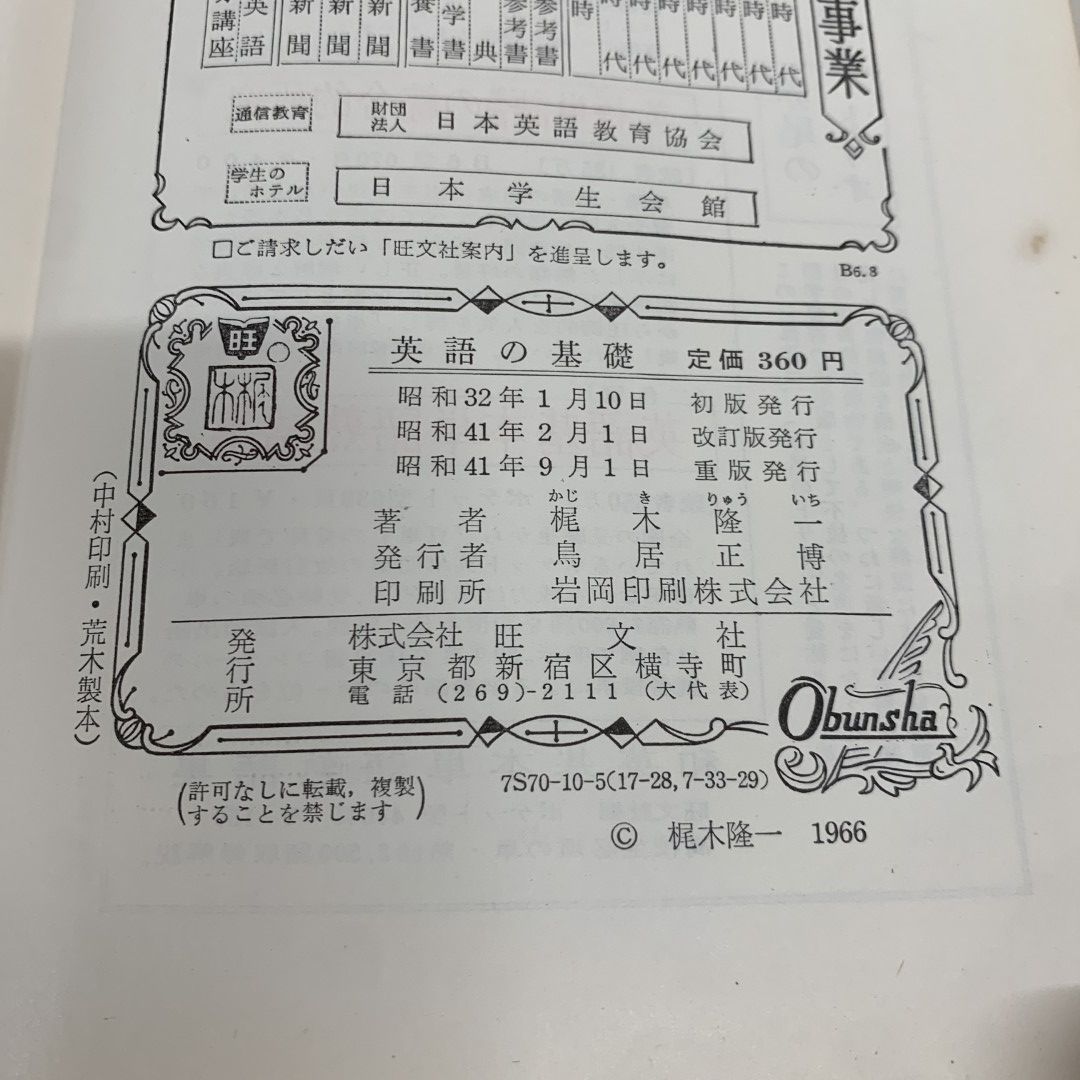 事業
時代
時代
時代
時代
時代
時代
時代
時
参考書
参考書
典
学書
養書
新聞
新聞
新聞
英語
講座
通信教育
財団法人 日本英語教育協会
学生のホテル
日本学生会館
□ご請求しだい「旺文社案内」を進呈します。
B6.8
旺
英語の基礎 定価 360 円
昭和32年1月10日 初版発行
昭和41年2月1日 改訂版発行
昭和41年9月1日 重版発行
かじ き りゅう いち
著者 梶木隆一
発行者 鳥居正博
印刷所 岩岡印刷株式会社
発行所
株式会社 旺文社
東京都新宿区横寺町
電話 (269)-2111 (大代表)
Obunsha
(中村印刷・荒木製本)
(許可なしに転載,複製
することを禁じます)
7S70-10-5(17-28,7-33-29)
© 梶木隆一 1966